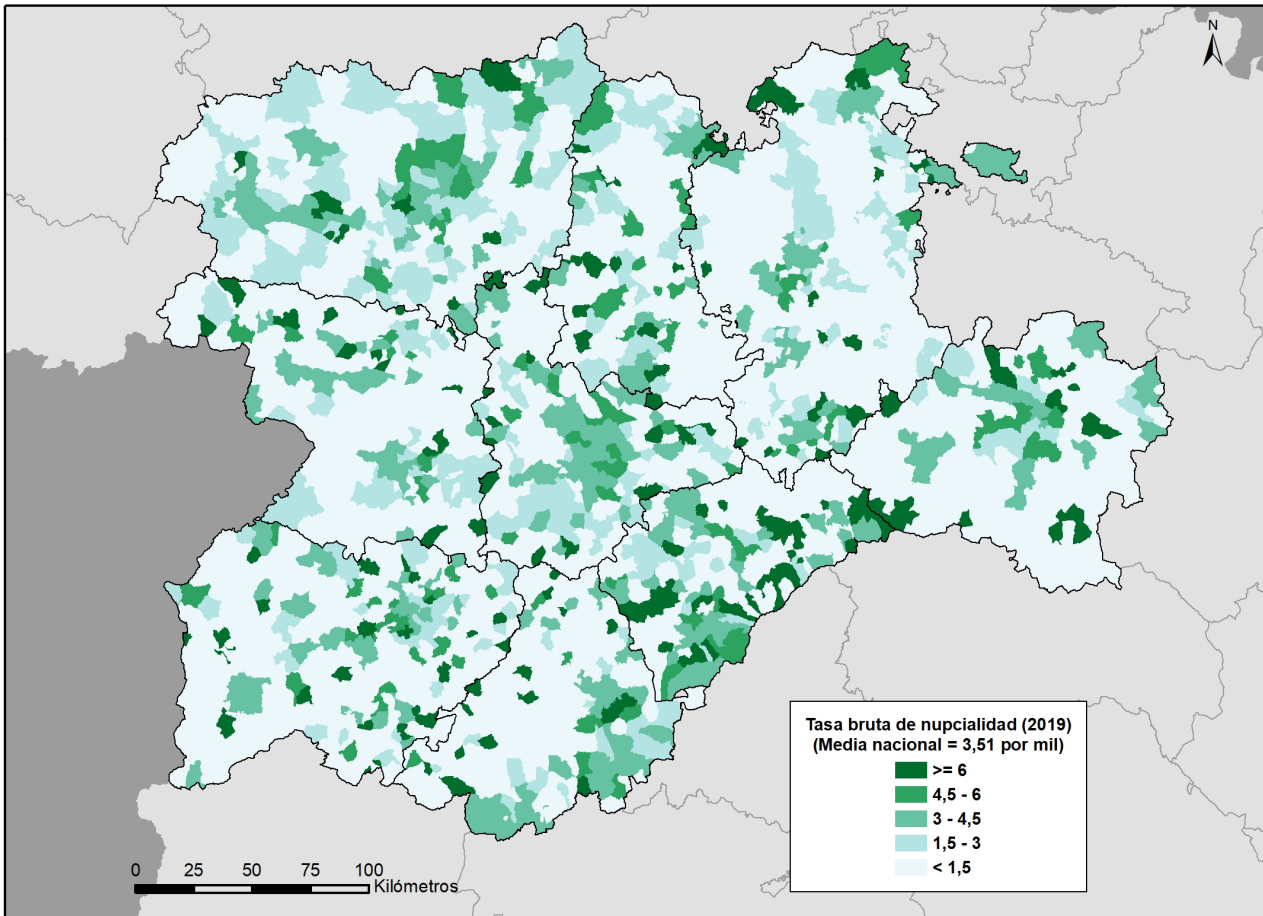 N
Tasa bruta de nupcialidad (2019)
(Media nacional = 3,51 por mil)
>= 6
4,5 - 6
3 - 4,5
1,5 - 3
< 1,5
0 25 50 75 100
Kilómetros